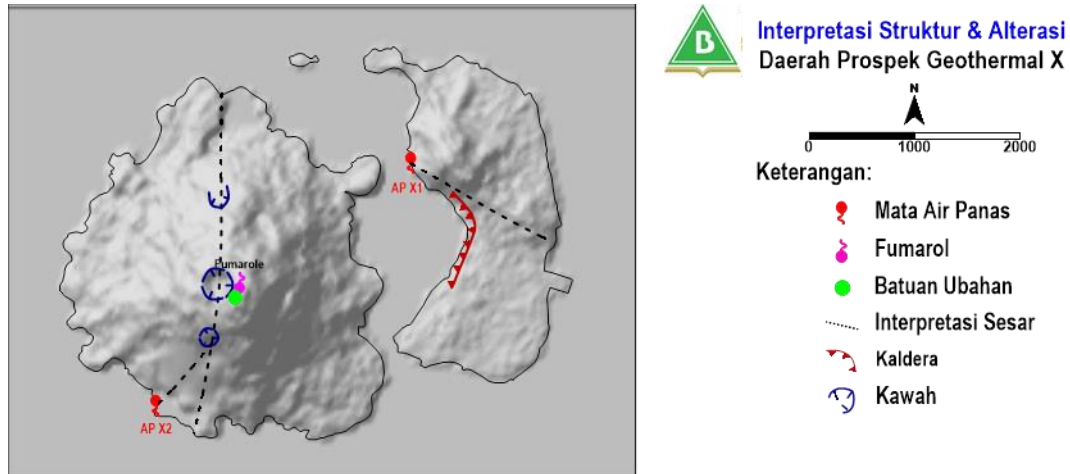 AP X1
Fumarole
AP X2
B
Interpretasi Struktur & Alterasi
Daerah Prospek Geothermal X
N
0 1000 2000
Keterangan:
Mata Air Panas
Fumarol
Batuan Ubahan
Interpretasi Sesar
Kaldera
Kawah